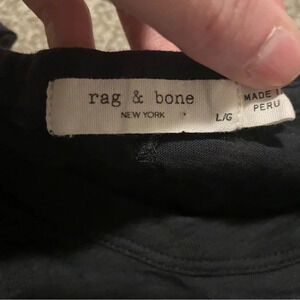 rag & bone
NEW YORK
L/G
MADE I
PERU